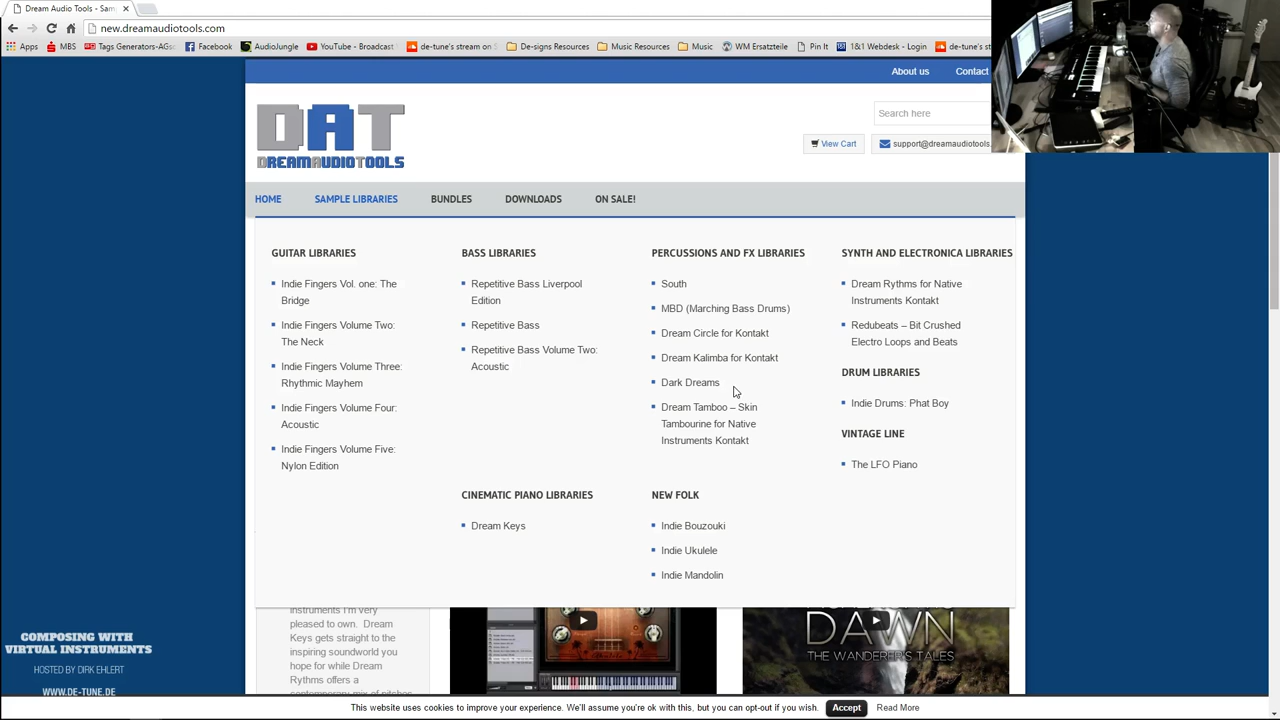 Dream Audio Tools - Sam
new.dreamaudiotools.com
Apps MBS Tags Generators-AGs Facebook AudioJungle YouTube - Broadcast de-tune's stream on S De-signs Resources Music Resources Music WM Ersatzteile Pin It 1&1 Webdesk - Login de-tune's stream on
About us Contact
DAT
DREAMAUDIOTOOLS
Search here
View Cart support@dreamaudiotools.
HOME SAMPLE LIBRARIES BUNDLES DOWNLOADS ON SALE!
GUITAR LIBRARIES
Indie Fingers Vol. one: The
Bridge
Indie Fingers Volume Two:
The Neck
Indie Fingers Volume Three:
Rhythmic Mayhem
Indie Fingers Volume Four:
Acoustic
Indie Fingers Volume Five:
Nylon Edition
BASS LIBRARIES
Repetitive Bass Liverpool
Edition
Repetitive Bass
Repetitive Bass Volume Two:
Acoustic
PERCUSSIONS AND FX LIBRARIES
South
MBD (Marching Bass Drums)
Dream Circle for Kontakt
Dream Kalimba for Kontakt
Dark Dreams
Dream Tamboo – Skin
Tambourine for Native
Instruments Kontakt
SYNTH AND ELECTRONICA LIBRARIES
Dream Rythms for Native
Instruments Kontakt
Redubeats – Bit Crushed
Electro Loops and Beats
DRUM LIBRARIES
Indie Drums: Phat Boy
VINTAGE LINE
The LFO Piano
CINEMATIC PIANO LIBRARIES
Dream Keys
NEW FOLK
Indie Bouzouki
Indie Ukulele
Indie Mandolin
instruments I'm very
pleased to own. Dream
Keys gets straight to the
inspiring soundworld you
hope for while Dream
Rythms offers a
contemporary mix of pitches
DAWN
THE WANDERER'S TALES
COMPOSING WITH
VIRTUAL INSTRUMENTS
HOSTED BY DIRK EHLERT
WWW.DE-TUNE.DE
This website uses cookies to improve your experience. We'll assume you're ok with this, but you can opt-out if you wish. Accept Read More